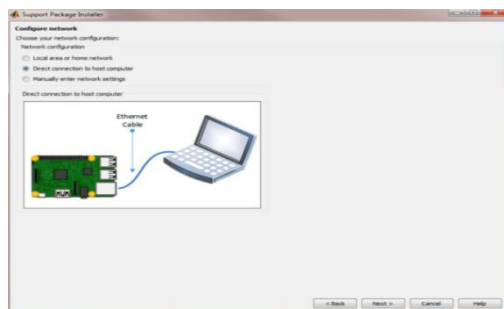 Support Package Installer
Configure network
Choose your network configuration:
Network configuration
Local area or home network
Direct connection to host computer
Manually enter network settings
Direct connection to host computer
Ethernet
Cable
< Back Next > Cancel Help